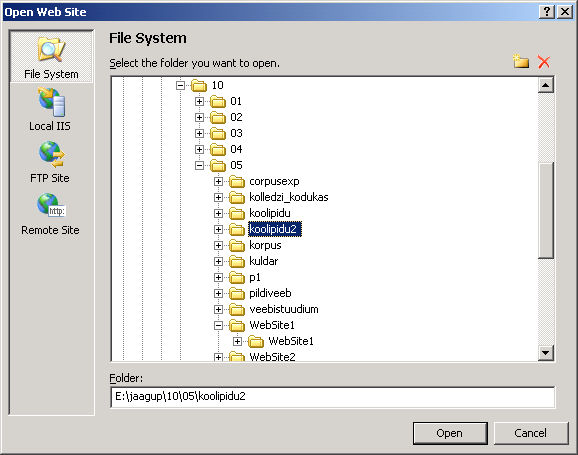 Open Web Site
File System
Local IIS
FTP Site
http:
Remote Site
File System
Select the folder you want to open.
10
01
02
03
04
05
corpusexp
kolledzi_kodukas
koolipidu
koolipidu2
korpus
kuldar
p1
pildiveeb
veebistuudium
WebSite1
WebSite1
WebSite2
Folder:
E:\jaagup\10\05\koolipidu2
Open
Cancel